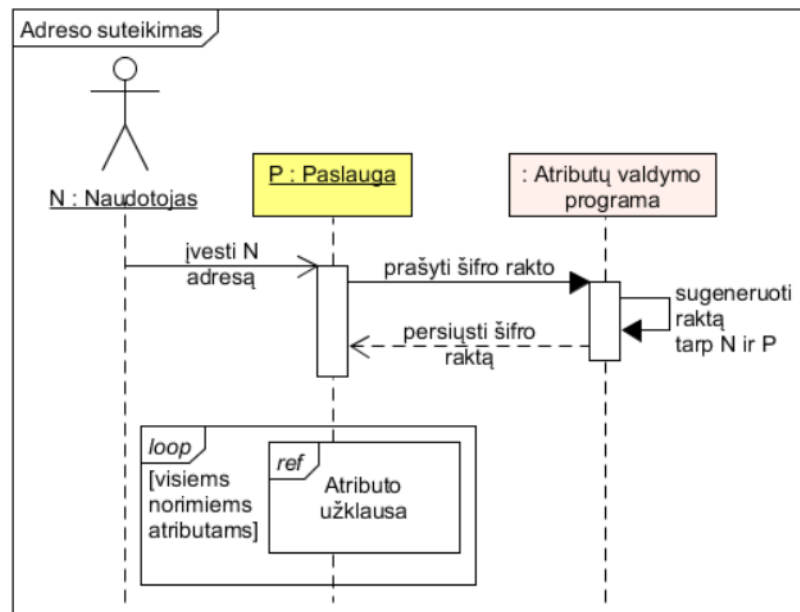 Adreso suteikimas
N : Naudotojas
P : Paslauga
: Atributų valdymo
programa
įvesti N
adresą
prašyti šifro rakto
sugeneruoti
raktą
tarp N ir P
persiųsti šifro
raktą
loop
[visiems
norimiems
atributams]
ref
Atributo
užklausa